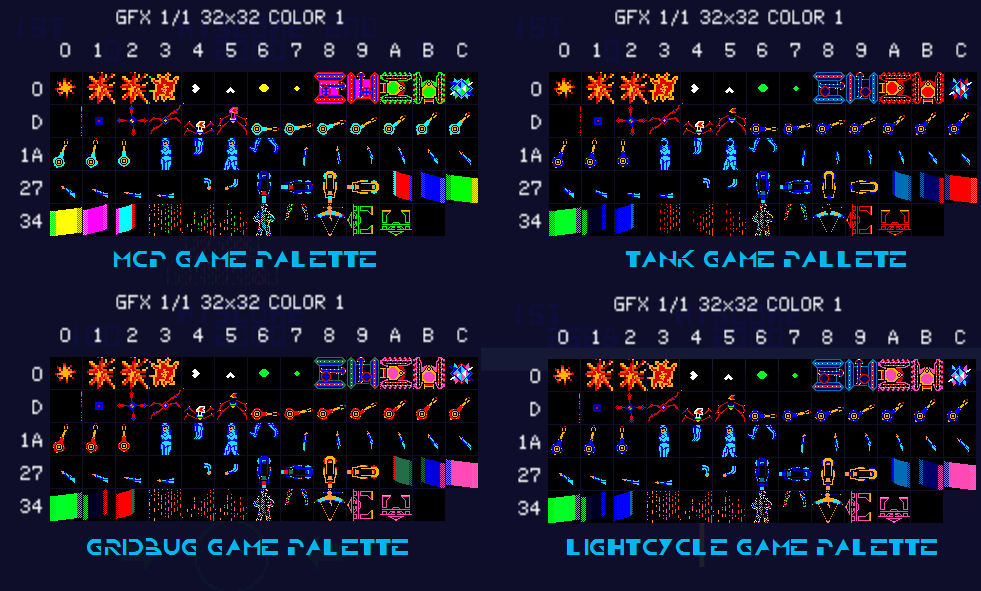 GFX 1/1 32x32 COLOR 1
0 1 2 3 4 5 6 7 8 9 A B C
0
D
1A
27
34
MCP GAME PALETTE
GFX 1/1 32x32 COLOR 1
0 1 2 3 4 5 6 7 8 9 A B C
0
D
1A
27
34
TANK GAME PALLETE
GFX 1/1 32x32 COLOR 1
0 1 2 3 4 5 6 7 8 9 A B C
0
D
1A
27
34
GRIDBUG GAME PALETTE
GFX 1/1 32x32 COLOR 1
0 1 2 3 4 5 6 7 8 9 A B C
0
D
1A
27
34
LIGHTCYCLE GAME PALETTE